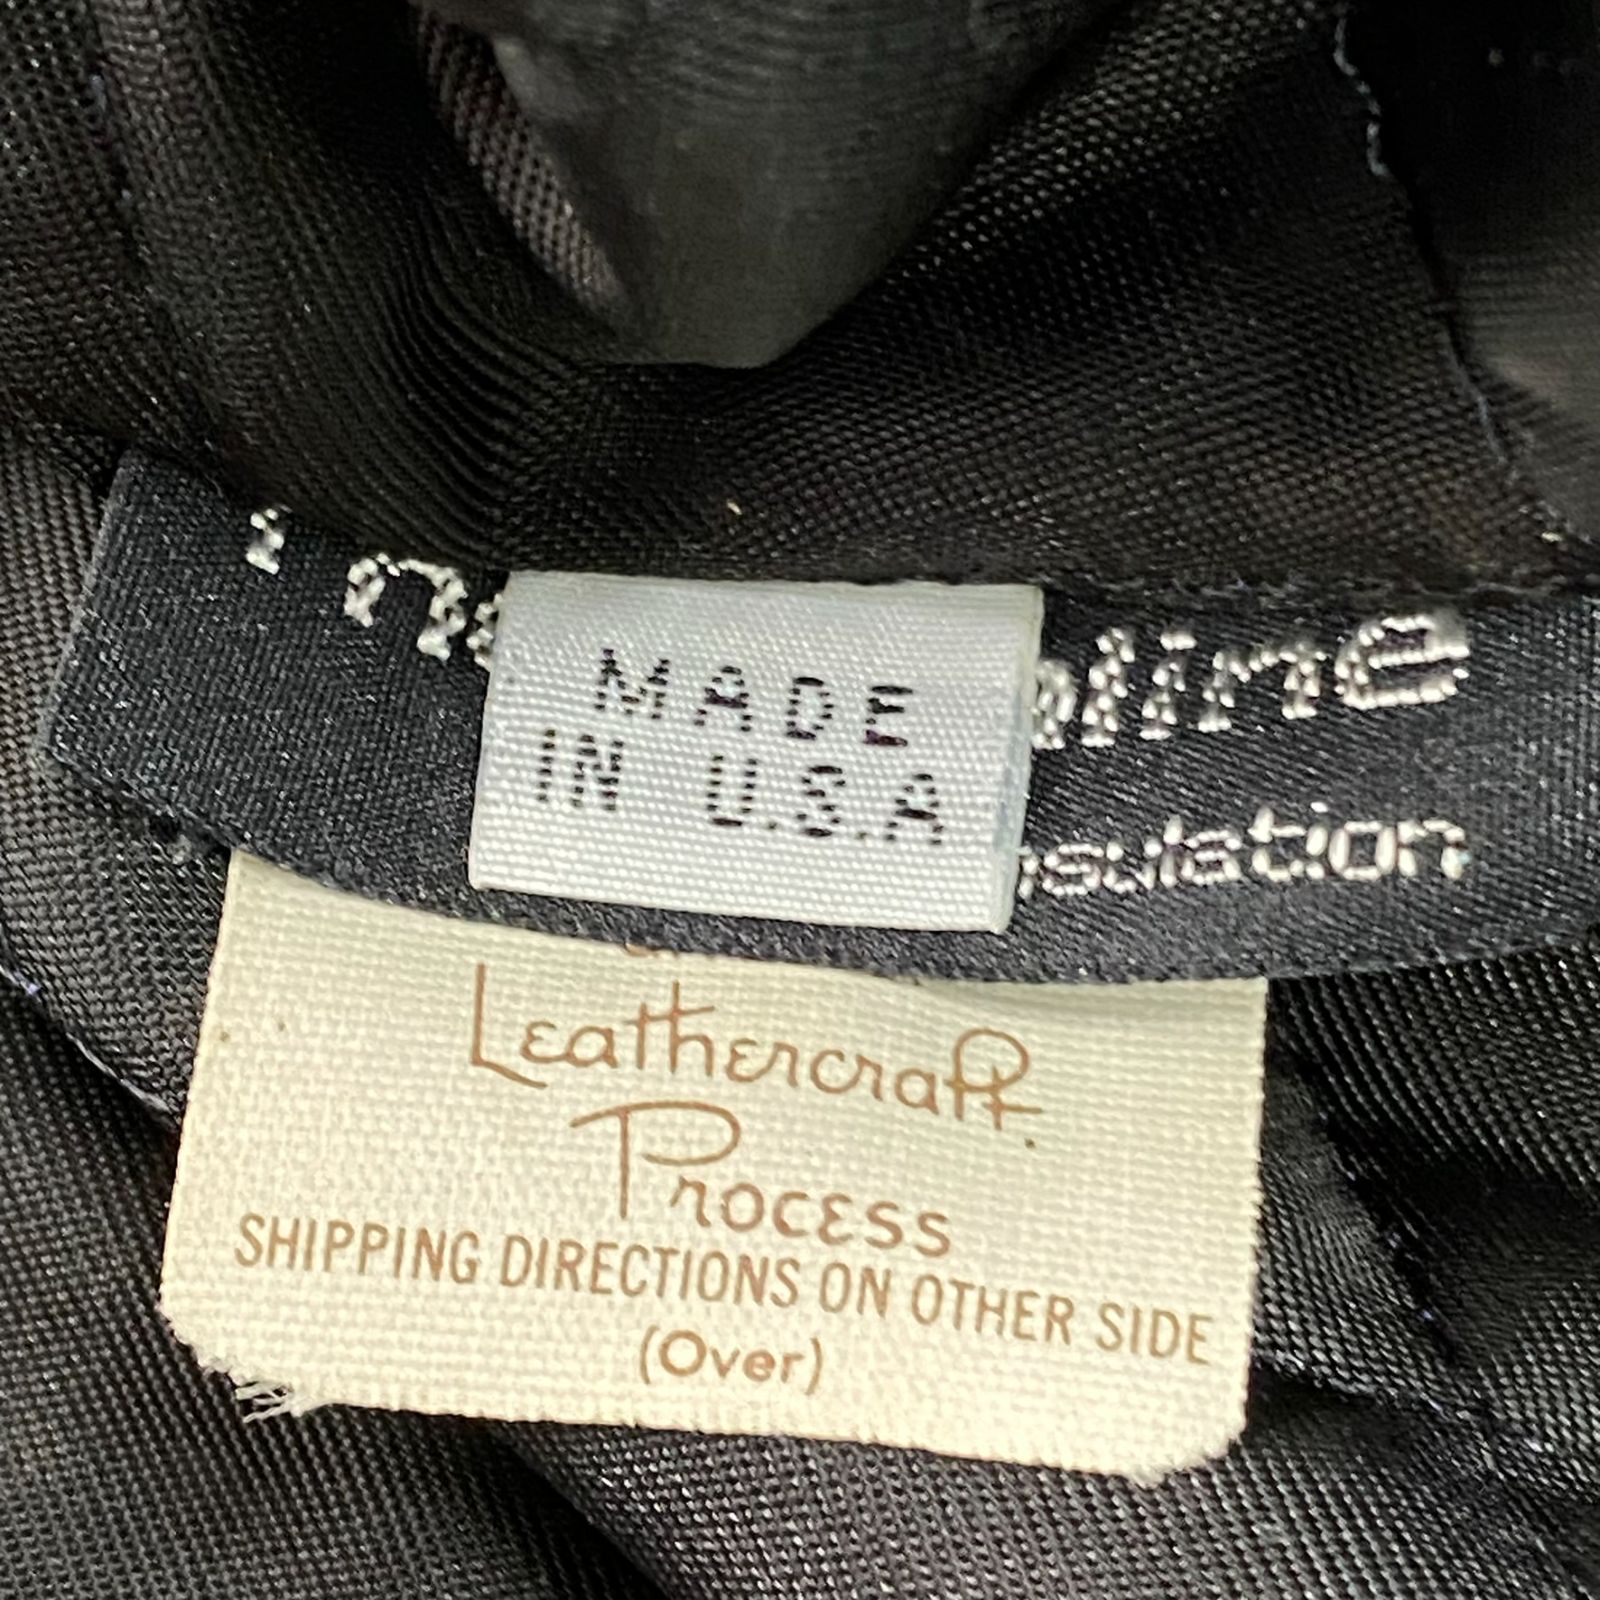 MADE
IN U.S.A
Leathercraft
Process
SHIPPING DIRECTIONS ON OTHER SIDE
(Over)